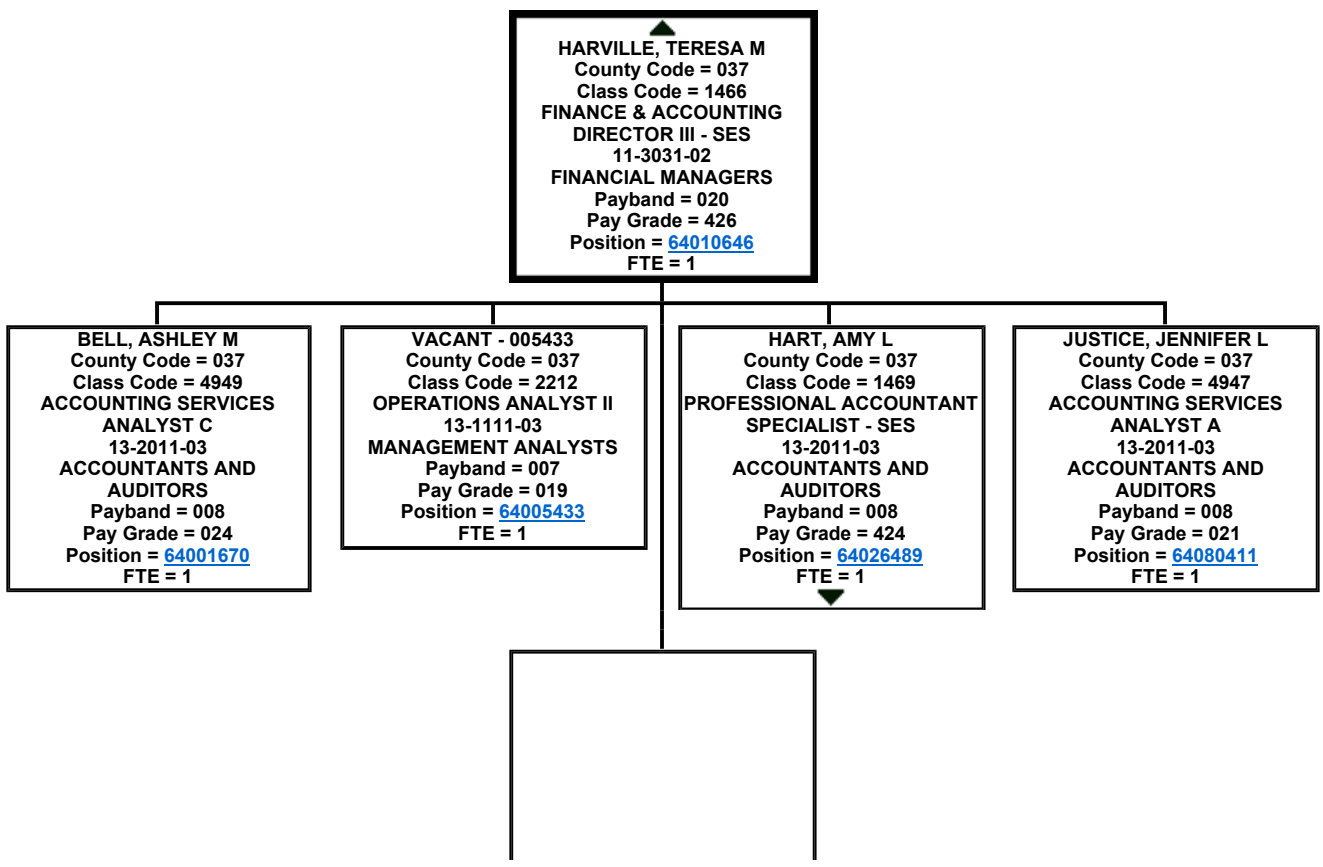 HARVILLE, TERESA M
County Code = 037
Class Code = 1466
FINANCE & ACCOUNTING
DIRECTOR III - SES
11-3031-02
FINANCIAL MANAGERS
Payband = 020
Pay Grade = 426
Position = 64010646
FTE = 1
BELL, ASHLEY M
County Code = 037
Class Code = 4949
ACCOUNTING SERVICES
ANALYST C
13-2011-03
ACCOUNTANTS AND
AUDITORS
Payband = 008
Pay Grade = 024
Position = 64001670
FTE = 1
VACANT - 005433
County Code = 037
Class Code = 2212
OPERATIONS ANALYST II
13-1111-03
MANAGEMENT ANALYSTS
Payband = 007
Pay Grade = 019
Position = 64005433
FTE = 1
HART, AMY L
County Code = 037
Class Code = 1469
PROFESSIONAL ACCOUNTANT
SPECIALIST - SES
13-2011-03
ACCOUNTANTS AND
AUDITORS
Payband = 008
Pay Grade = 424
Position = 64026489
FTE = 1
JUSTICE, JENNIFER L
County Code = 037
Class Code = 4947
ACCOUNTING SERVICES
ANALYST A
13-2011-03
ACCOUNTANTS AND
AUDITORS
Payband = 008
Pay Grade = 021
Position = 64080411
FTE = 1